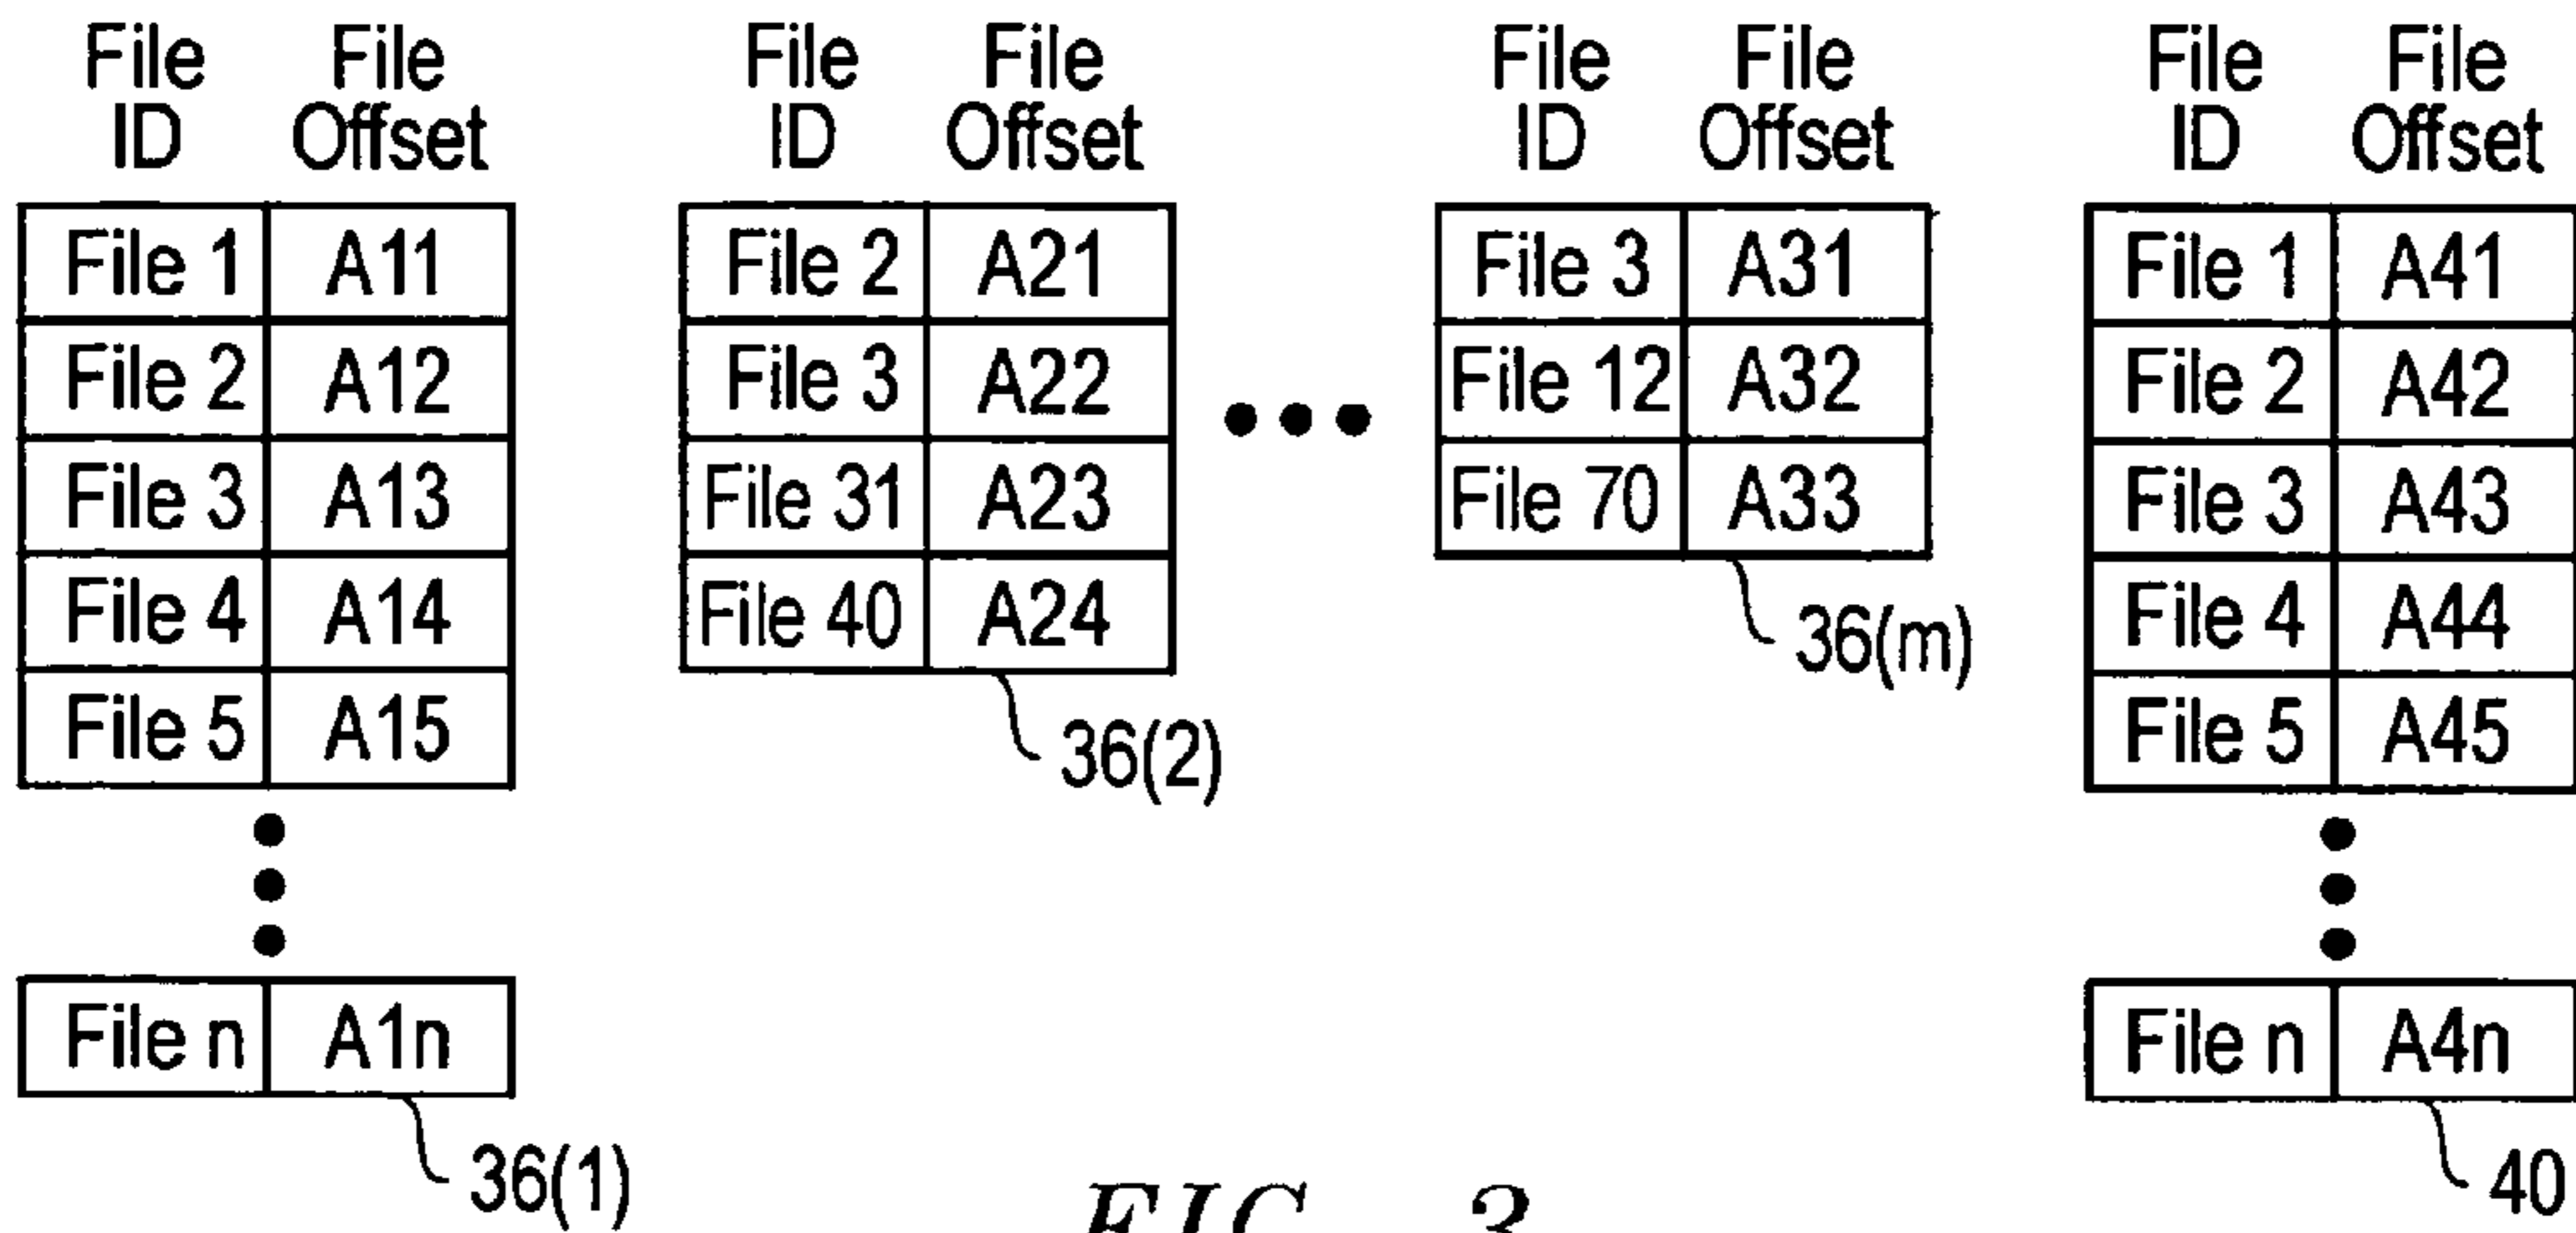 File ID File Offset
File 1 A11
File 2 A12
File 3 A13
File 4 A14
File 5 A15
File n A1n
36(1)
File ID File Offset
File 2 A21
File 3 A22
File 31 A23
File 40 A24
36(2)
File ID File Offset
File 3 A31
File 12 A32
File 70 A33
36(m)
File ID File Offset
File 1 A41
File 2 A42
File 3 A43
File 4 A44
File 5 A45
File n A4n
40
FIG. 3